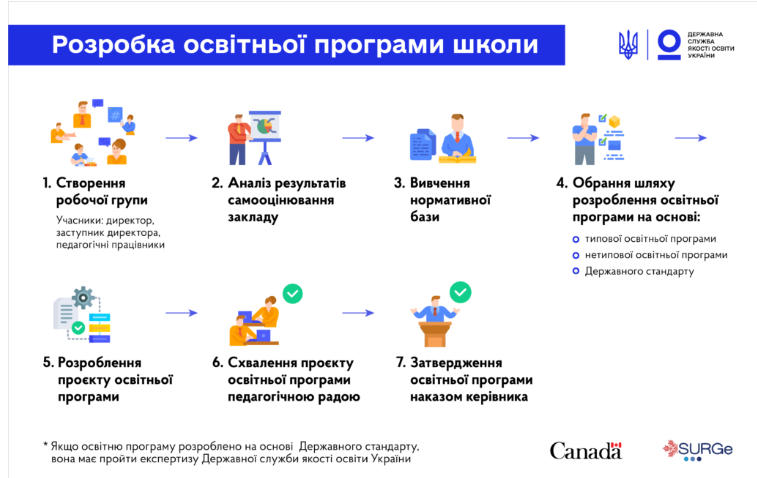 Розробка освітньої програми школи
ДЕРЖАВНА
СЛУЖБА
ЯКОСТІ ОСВІТИ
УКРАЇНИ
1. Створення
робочої групи
Учасники: директор,
заступник директора,
педагогічні працівники
2. Аналіз результатів
самооцінювання
закладу
3. Вивчення
нормативної
бази
4. Обрання шляху
розроблення освітньої
програми на основі:
типової освітньої програми
нетипової освітньої програми
Державного стандарту
5. Розроблення
проєкту освітньої
програми
6. Схвалення проєкту
освітньої програми
педагогічною радою
7. Затвердження
освітньої програми
наказом керівника
* Якщо освітню програму розроблено на основі Державного стандарту,
вона має пройти експертизу Державної служби якості освіти України
Canada
SURGe